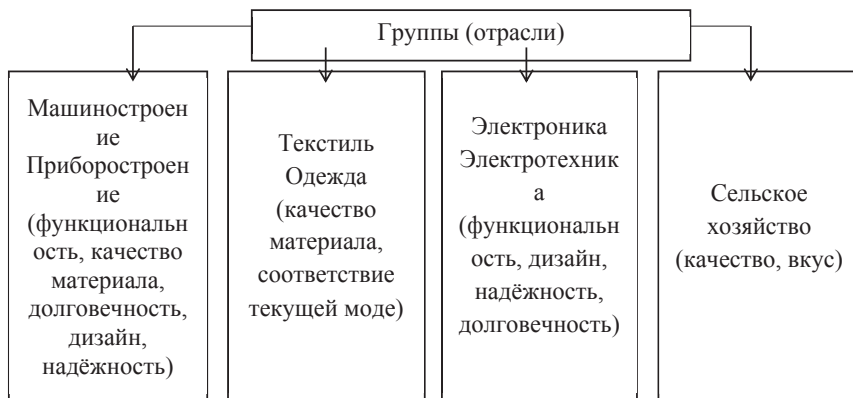 Группы (отрасли)
Машиностроен
ие
Приборостроен
ие
(функциональн
ость, качество
материала,
долговечность,
дизайн,
надёжность)
Текстиль
Одежда
(качество
материала,
соответствие
текущей моде)
Электроника
Электротехник
а
(функциональн
ость, дизайн,
надёжность,
долговечность)
Сельское
хозяйство
(качество, вкус)